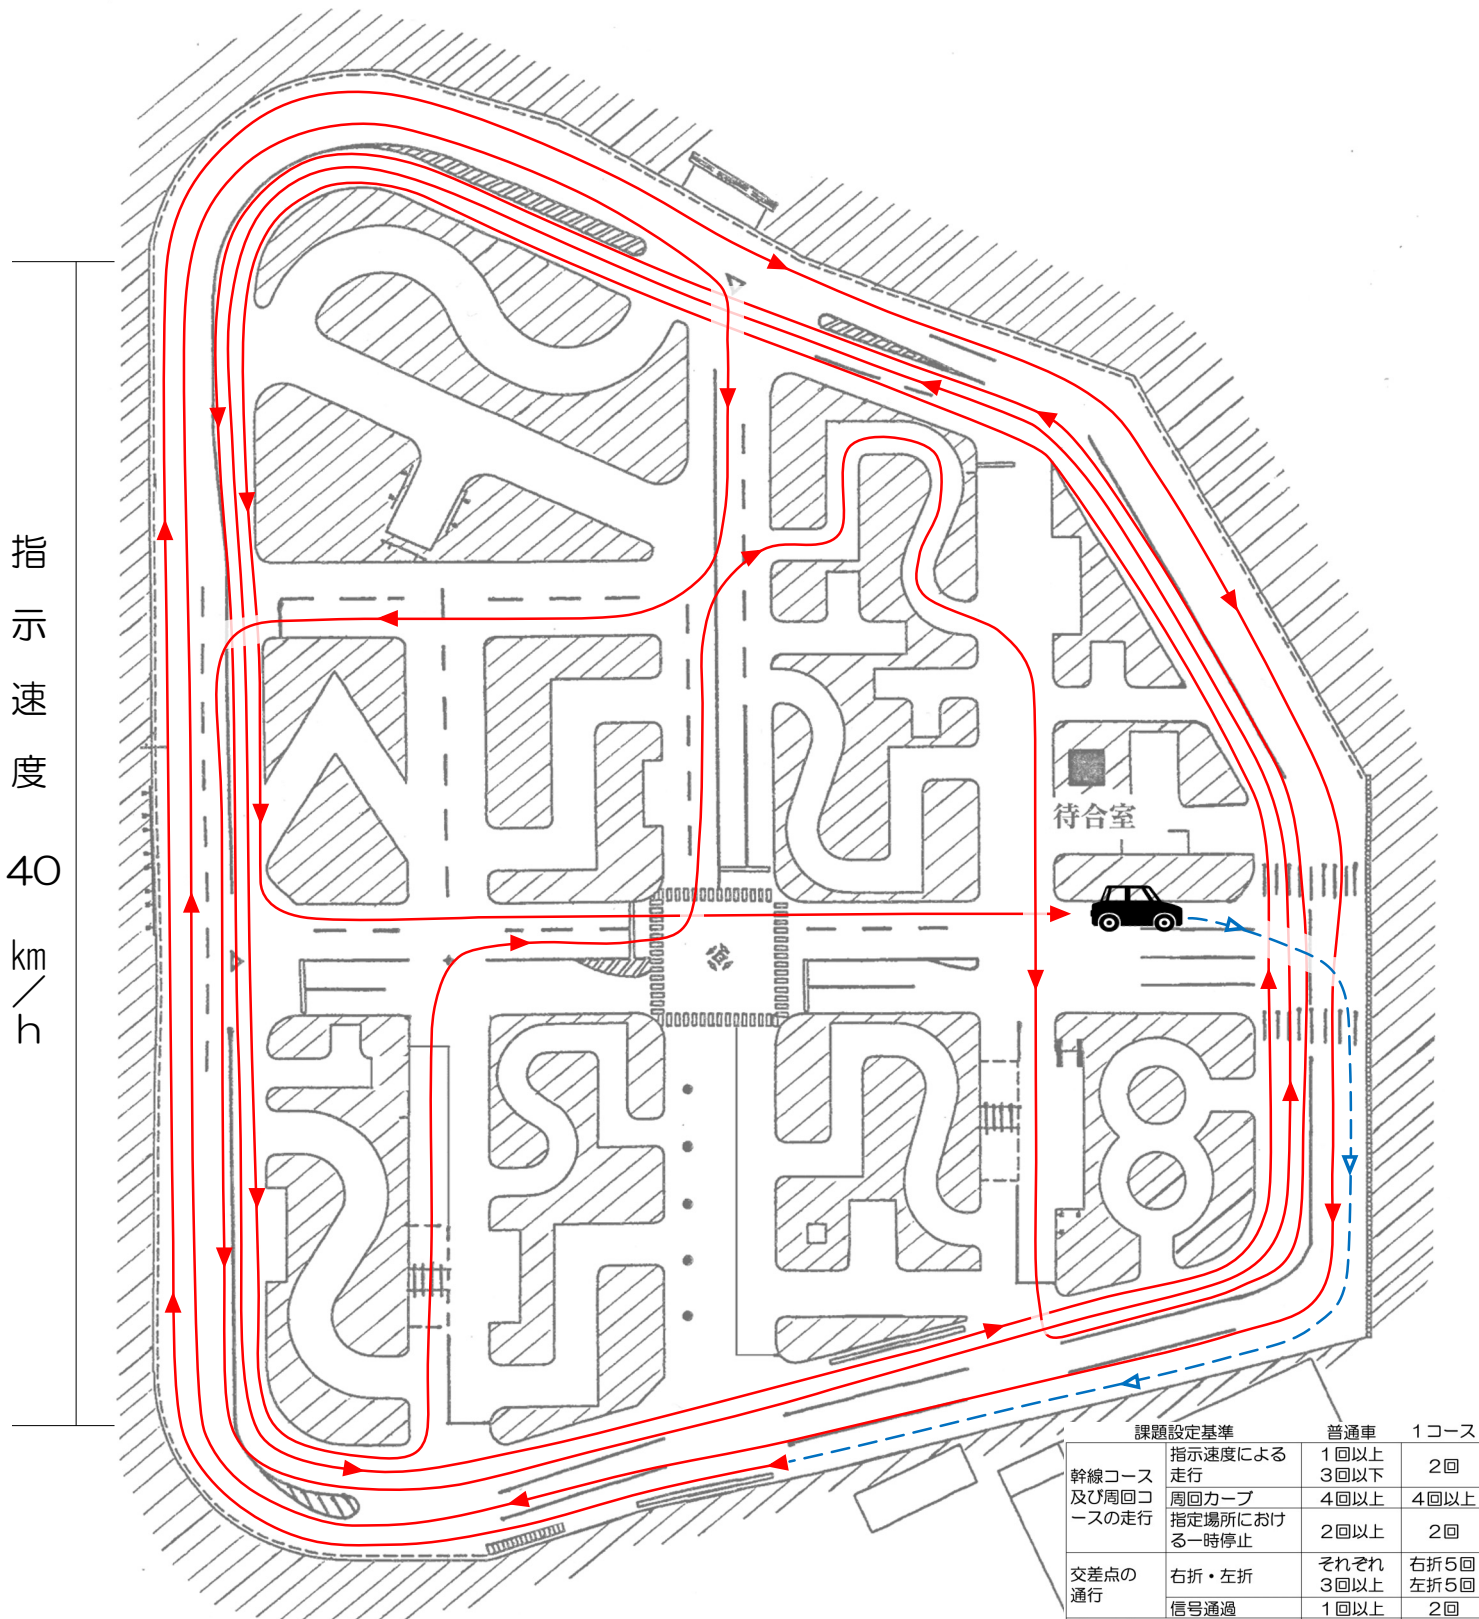 指
示
速
度
40
km
/
h
待合室
課題設定基準 普通車 1コース
幹線コース及び周回コースの走行 指示速度による走行 1回以上3回以下 2回
周回カーブ 4回以上 4回以上
指定場所における一時停止 2回以上 2回
交差点の通行 右折・左折 それぞれ3回以上 右折5回左折5回
信号通過 1回以上 2回